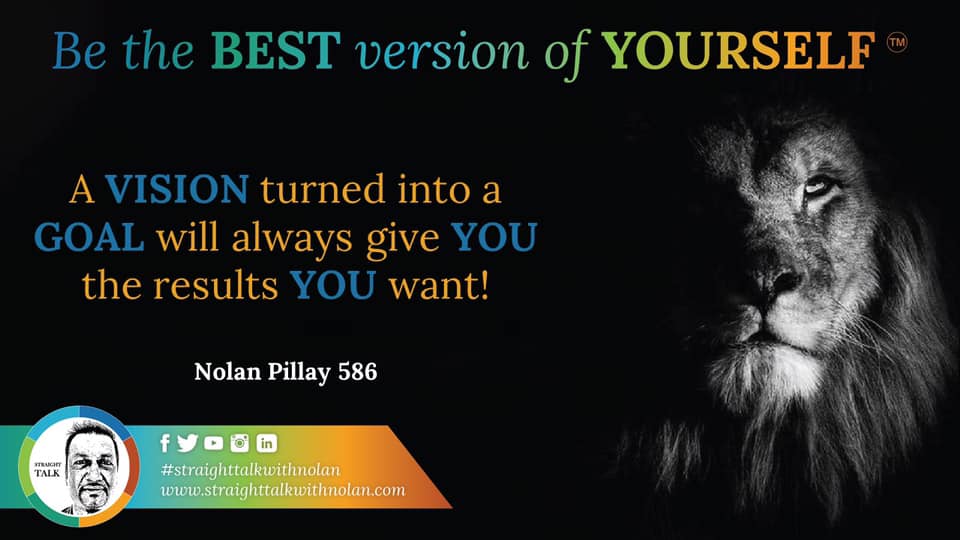 Be the BEST version of YOURSELF ™
A VISION turned into a
GOAL will always give YOU
the results YOU want!
Nolan Pillay 586
STRAIGHT
TALK
#straighttalkwithnolan
www.straighttalkwithnolan.com